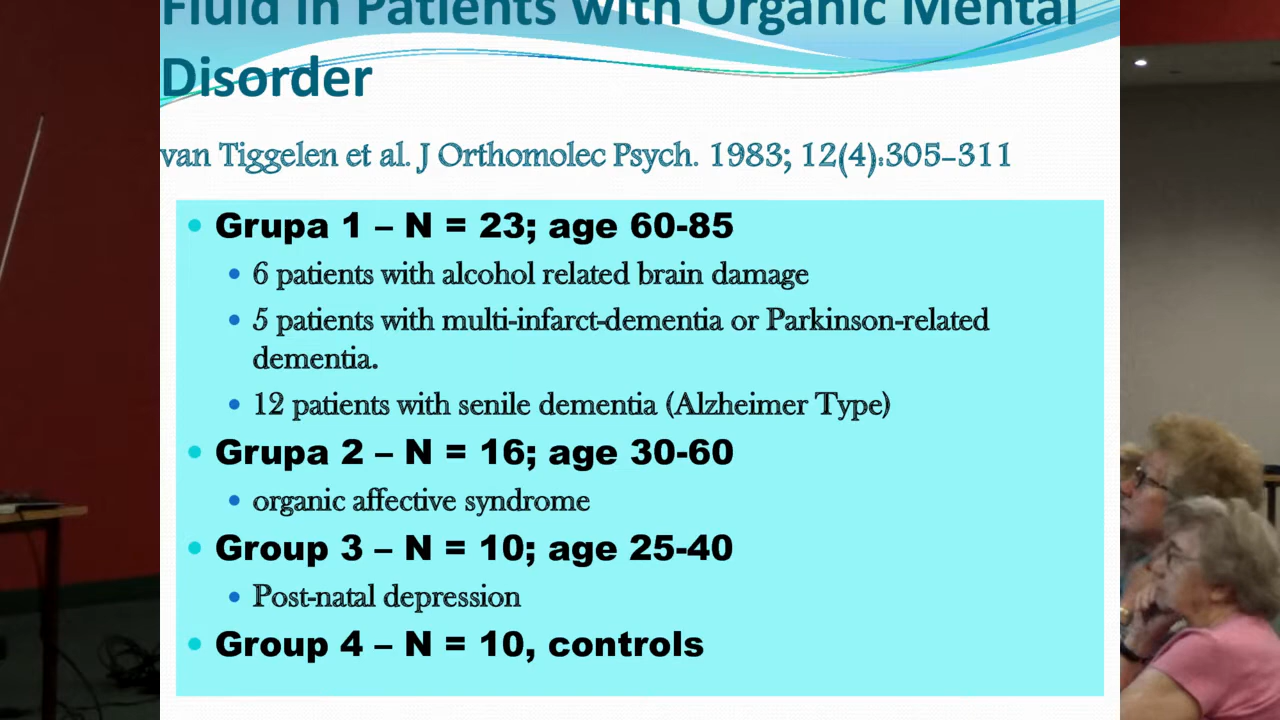 Fluid in Patients with Organic Mental
Disorder
van Tiggelen et al. J Orthomolec Psych. 1983; 12(4):305–311
• Grupa 1 – N = 23; age 60-85
• 6 patients with alcohol related brain damage
• 5 patients with multi-infarct-dementia or Parkinson-related
dementia.
• 12 patients with senile dementia (Alzheimer Type)
• Grupa 2 – N = 16; age 30-60
• organic affective syndrome
• Group 3 – N = 10; age 25-40
• Post-natal depression
• Group 4 – N = 10, controls